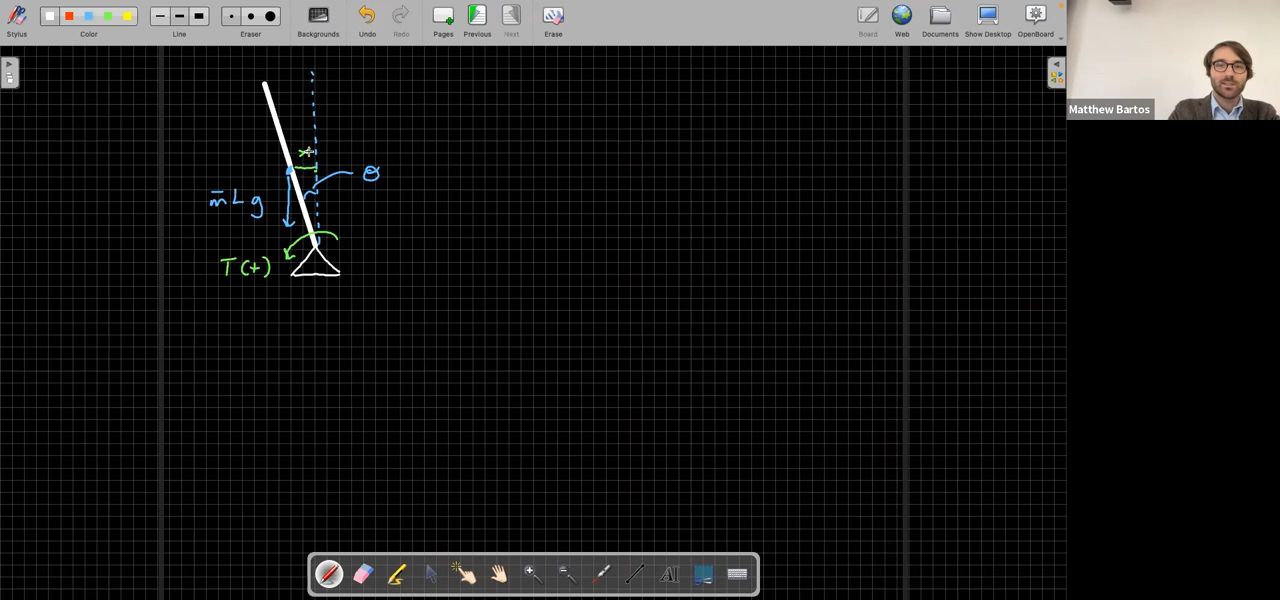 Stylus
Color
Line
Eraser
Backgrounds
Undo
Redo
Pages
Previous
Next
Erase
Board
Web
Documents
Show Desktop
OpenBoard
Matthew Bartos
θ
m̅ L g
T(+)
AI